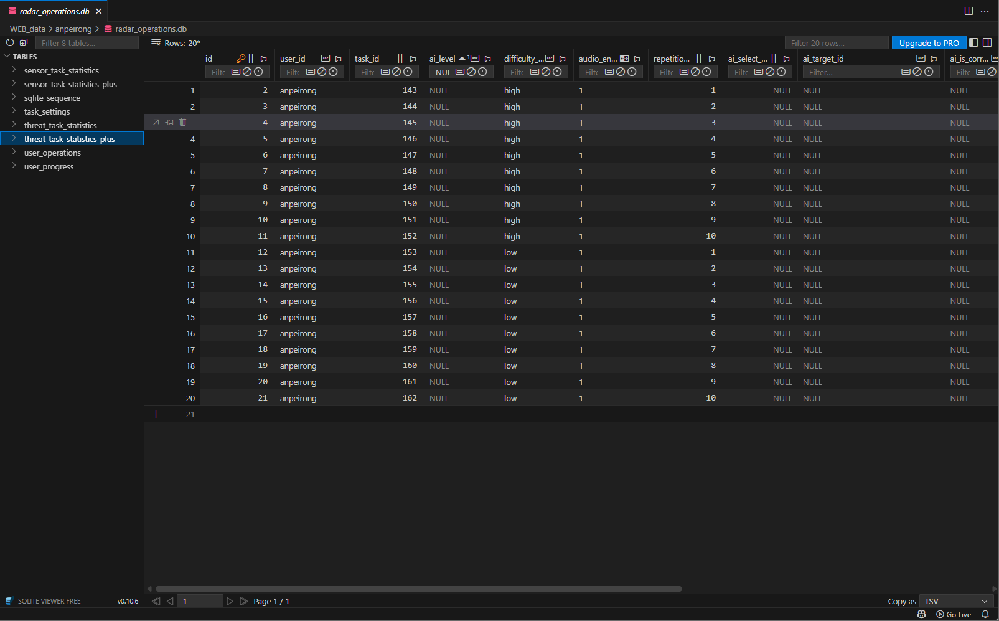 radar_operations.db
WEB_data > anpeirong > radar_operations.db
Filter 8 tables...
Rows: 20*
Filter 20 rows...
Upgrade to PRO
TABLES
sensor_task_statistics
sensor_task_statistics_plus
sqlite_sequence
task_settings
threat_task_statistics
threat_task_statistics_plus
user_operations
user_progress
id user_id task_id ai_level 1 difficulty_... audio_en... repetitio... ai_select_... ai_target_id ai_is_corr...
Filte Filte Filte NUI Filte Filte Filte Filte Filter... Filte
1 2 anpeirong 143 NULL high 1 1 NULL NULL NULL
2 3 anpeirong 144 NULL high 1 2 NULL NULL NULL
4 anpeirong 145 NULL high 1 3 NULL NULL NULL
4 5 anpeirong 146 NULL high 1 4 NULL NULL NULL
5 6 anpeirong 147 NULL high 1 5 NULL NULL NULL
6 7 anpeirong 148 NULL high 1 6 NULL NULL NULL
7 8 anpeirong 149 NULL high 1 7 NULL NULL NULL
8 9 anpeirong 150 NULL high 1 8 NULL NULL NULL
9 10 anpeirong 151 NULL high 1 9 NULL NULL NULL
10 11 anpeirong 152 NULL high 1 10 NULL NULL NULL
11 12 anpeirong 153 NULL low 1 1 NULL NULL NULL
12 13 anpeirong 154 NULL low 1 2 NULL NULL NULL
13 14 anpeirong 155 NULL low 1 3 NULL NULL NULL
14 15 anpeirong 156 NULL low 1 4 NULL NULL NULL
15 16 anpeirong 157 NULL low 1 5 NULL NULL NULL
16 17 anpeirong 158 NULL low 1 6 NULL NULL NULL
17 18 anpeirong 159 NULL low 1 7 NULL NULL NULL
18 19 anpeirong 160 NULL low 1 8 NULL NULL NULL
19 20 anpeirong 161 NULL low 1 9 NULL NULL NULL
20 21 anpeirong 162 NULL low 1 10 NULL NULL NULL
21
SQLITE VIEWER FREE v0.10.6
1 Page 1 / 1
Copy as TSV
Go Live